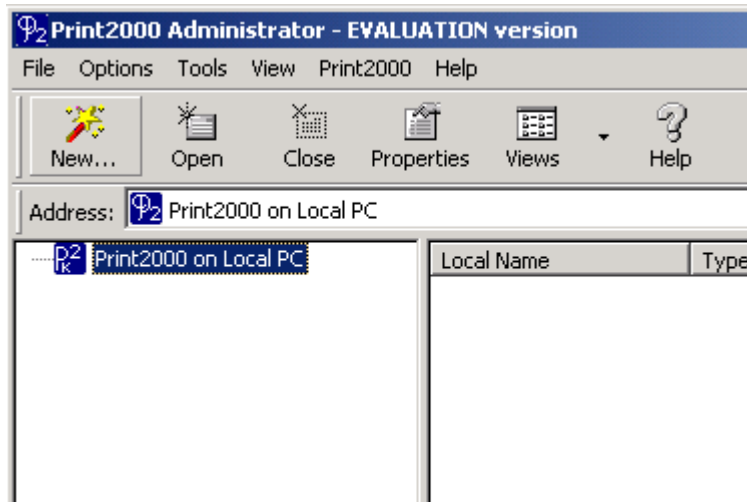 Print2000 Administrator - EVALUATION version
File Options Tools View Print2000 Help
New... Open Close Properties Views Help
Address: Print2000 on Local PC
Print2000 on Local PC
Local Name Type